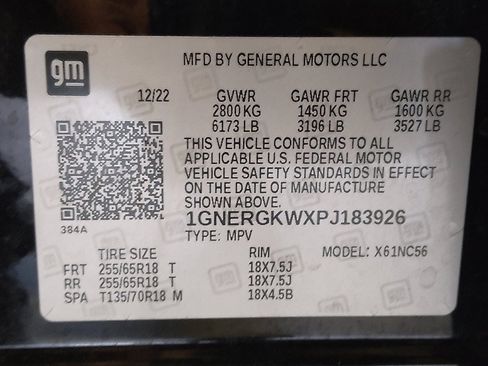 gm
MFD BY GENERAL MOTORS LLC
12/22 GVWR GAWR FRT GAWR RR
2800 KG 1450 KG 1600 KG
6173 LB 3196 LB 3527 LB
THIS VEHICLE CONFORMS TO ALL
APPLICABLE U.S. FEDERAL MOTOR
VEHICLE SAFETY STANDARDS IN EFFECT
ON THE DATE OF MANUFACTURE
SHOWN ABOVE.
384A
1GNERGKWXPJ183926
TYPE: MPV MODEL: X61NC56
TIRE SIZE RIM
FRT 255/65R18 T 18X7.5J
RR 255/65R18 T 18X7.5J
SPA T135/70R18 M 18X4.5B